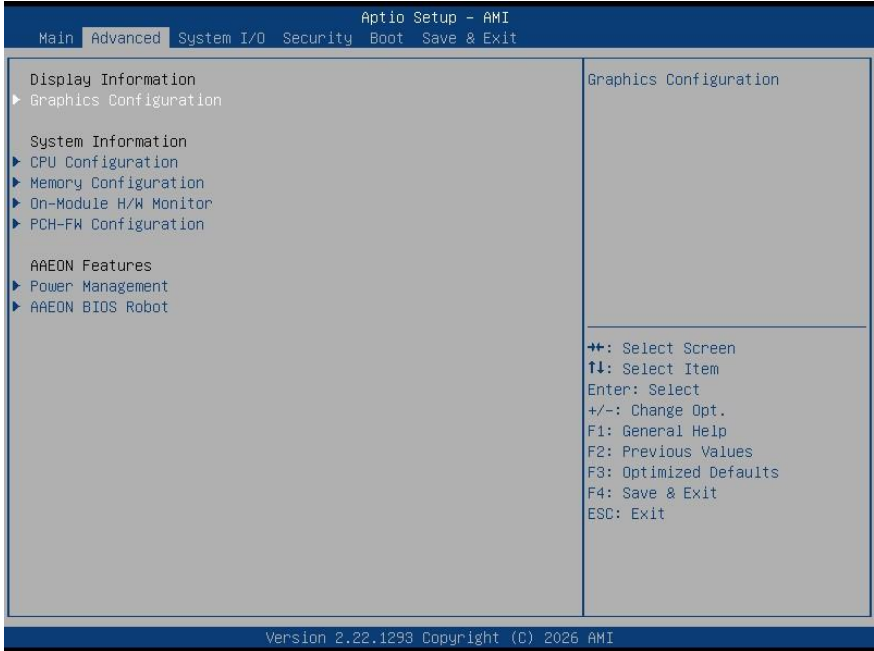 Aptio Setup – AMI
Main Advanced System I/O Security Boot Save & Exit
Display Information
Graphics Configuration
System Information
CPU Configuration
Memory Configuration
On-Module H/W Monitor
PCH-FW Configuration
AAEON Features
Power Management
AAEON BIOS Robot
Graphics Configuration
→←: Select Screen
↑↓: Select Item
Enter: Select
+/-: Change Opt.
F1: General Help
F2: Previous Values
F3: Optimized Defaults
F4: Save & Exit
ESC: Exit
Version 2.22.1293 Copyright (C) 2026 AMI